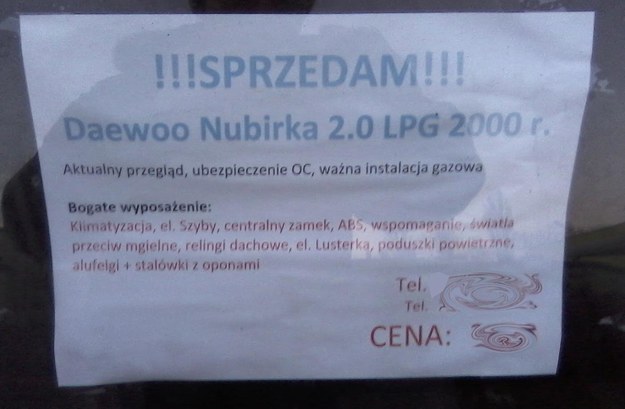 !!!SPRZEDAM!!!
Daewoo Nubirka 2.0 LPG 2000 r.
Aktualny przegląd, ubezpieczenie OC, ważna instalacja gazowa
Bogate wyposażenie:
Klimatyzacja, el. Szyby, centralny zamek, ABS, wspomaganie, światla
przeciw mgielne, relingi dachowe, el. Lusterka, poduszki powietrzne,
alufelgi + stalówki z oponami
Tel.
Tel.
CENA: